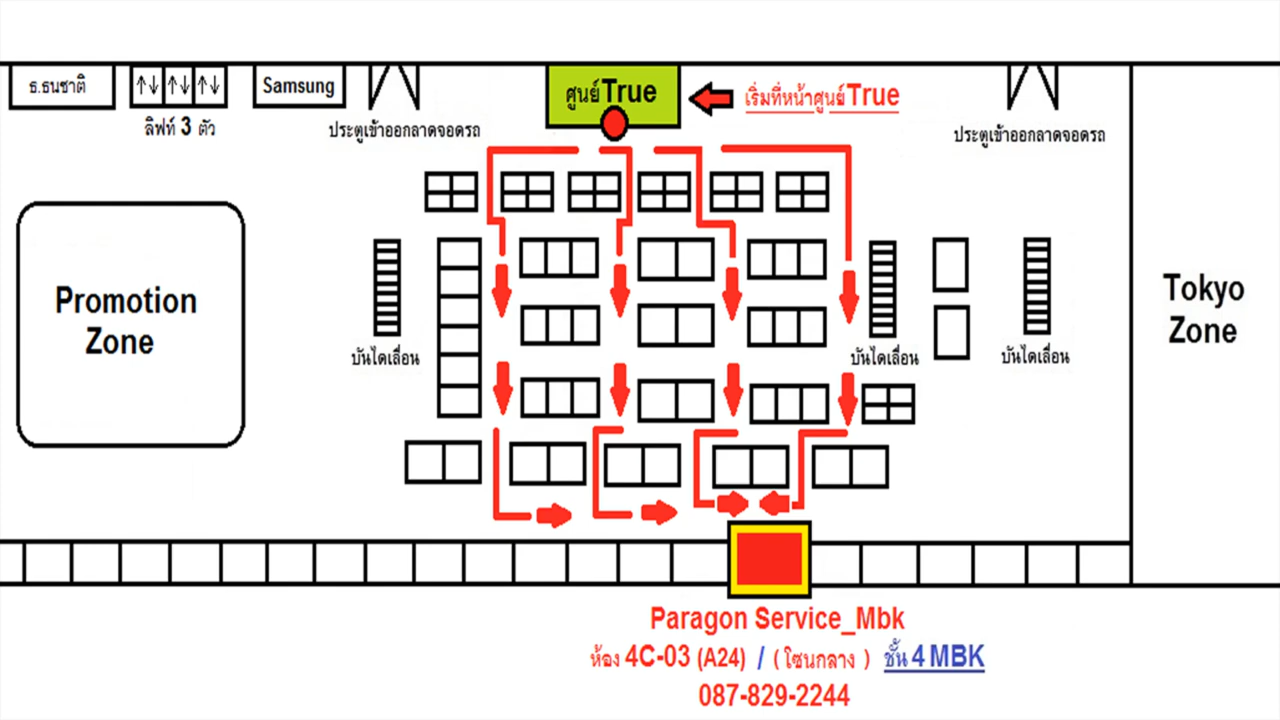 ธ.ธนชาติ
↑↓ ↑↓ ↑↓
ลิฟท์ 3 ตัว
Samsung
ประตูเข้าออกลาดจอดรถ
ศูนย์True
เริ่มที่หน้าศูนย์True
ประตูเข้าออกลาดจอดรถ
Promotion
Zone
บันไดเลื่อน
บันไดเลื่อน
บันไดเลื่อน
Tokyo
Zone
Paragon Service_Mbk
ห้อง 4C-03 (A24) / ( โซนกลาง ) ชั้น 4 MBK
087-829-2244